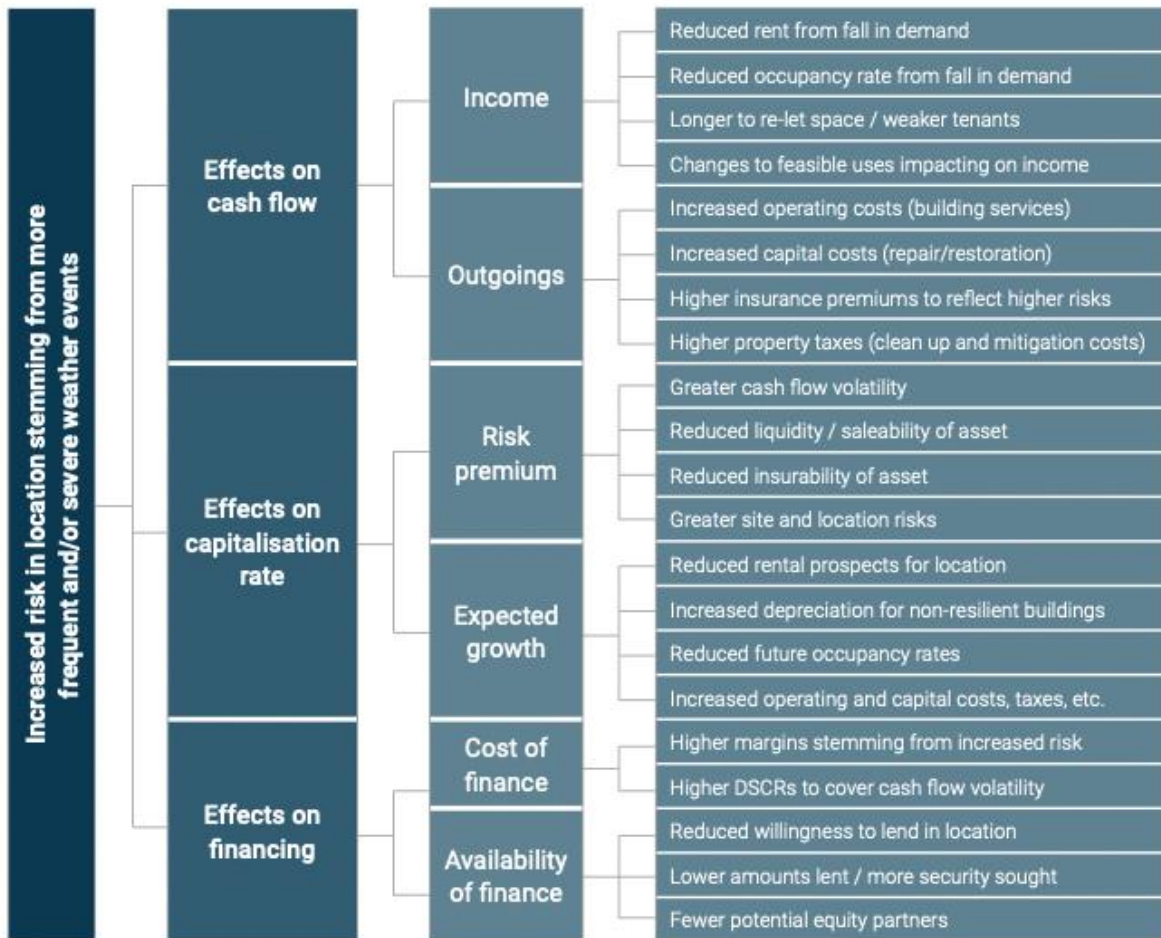 Increased risk in location stemming from more
frequent and/or severe weather events
Effects on
cash flow
Income
Reduced rent from fall in demand
Reduced occupancy rate from fall in demand
Longer to re-let space / weaker tenants
Changes to feasible uses impacting on income
Outgoings
Increased operating costs (building services)
Increased capital costs (repair/restoration)
Higher insurance premiums to reflect higher risks
Higher property taxes (clean up and mitigation costs)
Effects on
capitalisation
rate
Risk
premium
Greater cash flow volatility
Reduced liquidity / saleability of asset
Reduced insurability of asset
Greater site and location risks
Expected
growth
Reduced rental prospects for location
Increased depreciation for non-resilient buildings
Reduced future occupancy rates
Increased operating and capital costs, taxes, etc.
Effects on
financing
Cost of
finance
Higher margins stemming from increased risk
Higher DSCRs to cover cash flow volatility
Availability
of finance
Reduced willingness to lend in location
Lower amounts lent / more security sought
Fewer potential equity partners